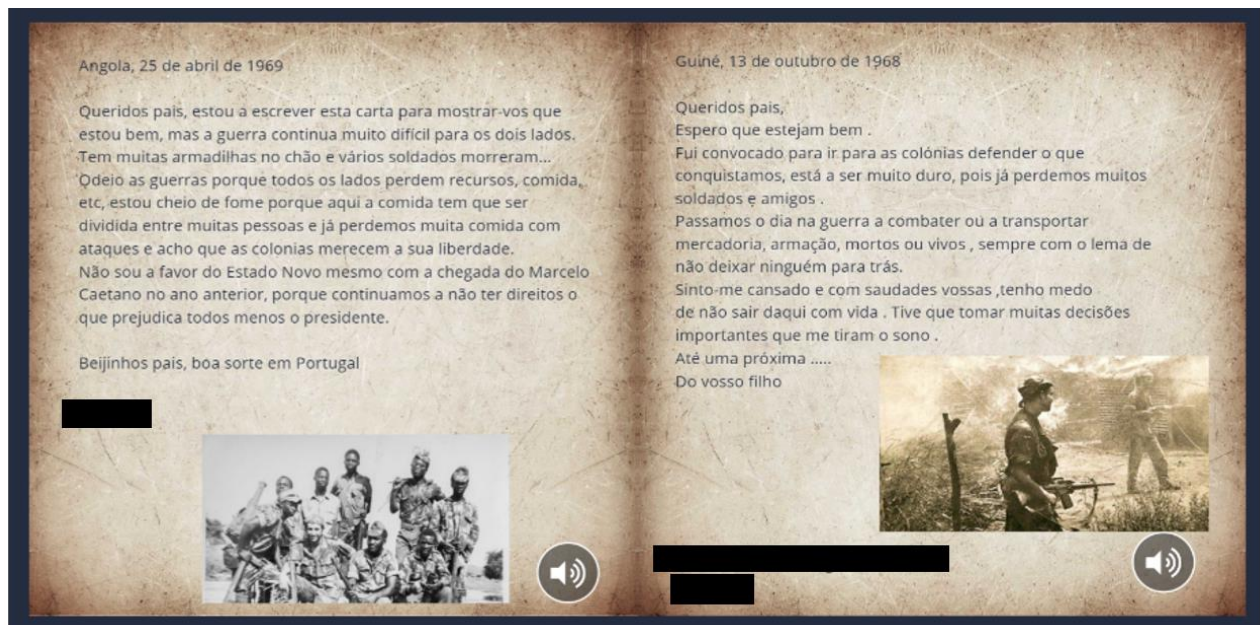 Angola, 25 de abril de 1969
Queridos pais, estou a escrever esta carta para mostrar-vos que
estou bem, mas a guerra continua muito difícil para os dois lados.
Tem muitas armadilhas no chão e vários soldados morreram...
Odeio as guerras porque todos os lados perdem recursos, comida,
etc, estou cheio de fome porque aqui a comida tem que ser
dividida entre muitas pessoas e já perdemos muita comida com
ataques e acho que as colonias merecem a sua liberdade.
Não sou a favor do Estado Novo mesmo com a chegada do Marcelo
Caetano no ano anterior, porque continuamos a não ter direitos o
que prejudica todos menos o presidente.
Beijinhos pais, boa sorte em Portugal
Guiné, 13 de outubro de 1968
Queridos pais,
Espero que estejam bem .
Fui convocado para ir para as colónias defender o que
conquistamos, está a ser muito duro, pois já perdemos muitos
soldados e amigos .
Passamos o dia na guerra a combater ou a transportar
mercadoria, armação, mortos ou vivos , sempre com o lema de
não deixar ninguém para trás.
Sinto-me cansado e com saudades vossas ,tenho medo
de não sair daqui com vida . Tive que tomar muitas decisões
importantes que me tiram o sono .
Até uma próxima .....
Do vosso filho